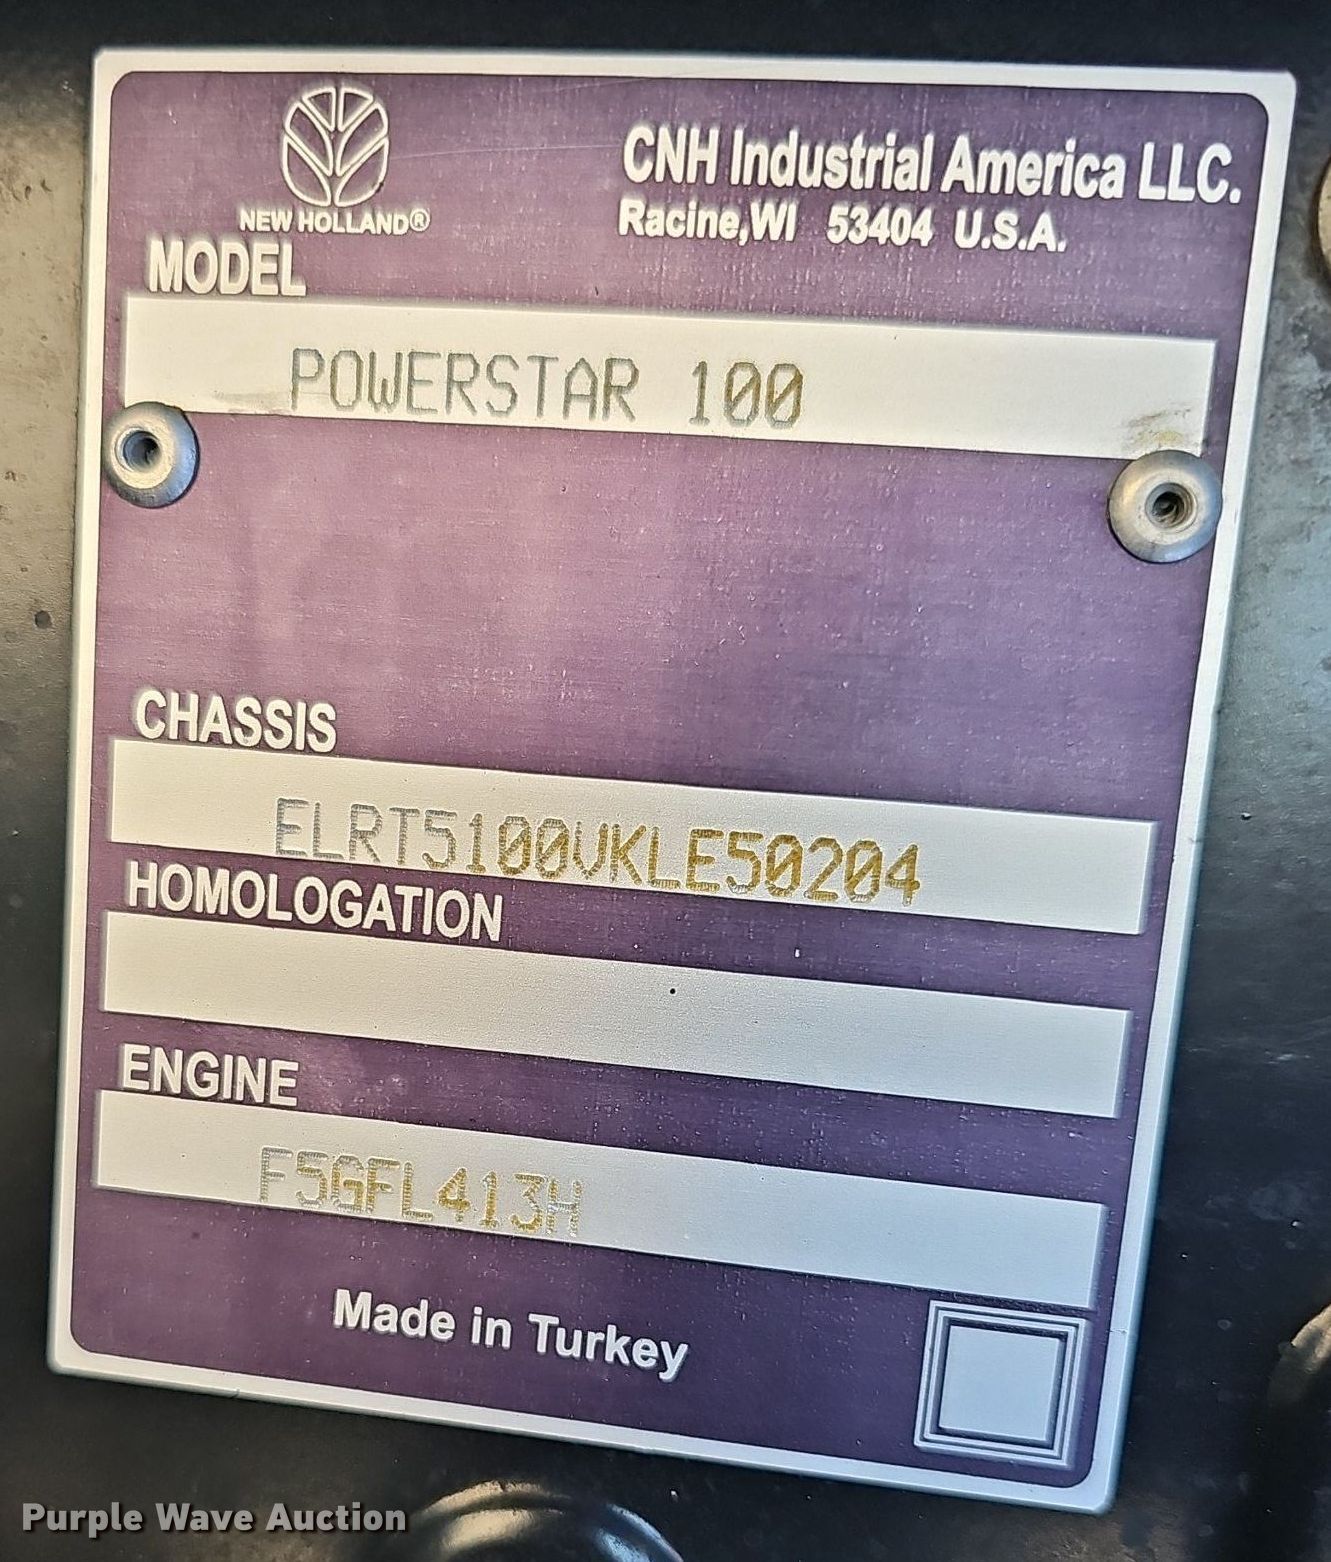 NEW HOLLAND®
CNH Industrial America LLC.
Racine,WI 53404 U.S.A.
MODEL
POWERSTAR 100
CHASSIS
ELRT5100VKLE50204
HOMOLOGATION
ENGINE
F5GFL413H
Made in Turkey
Purple Wave Auction